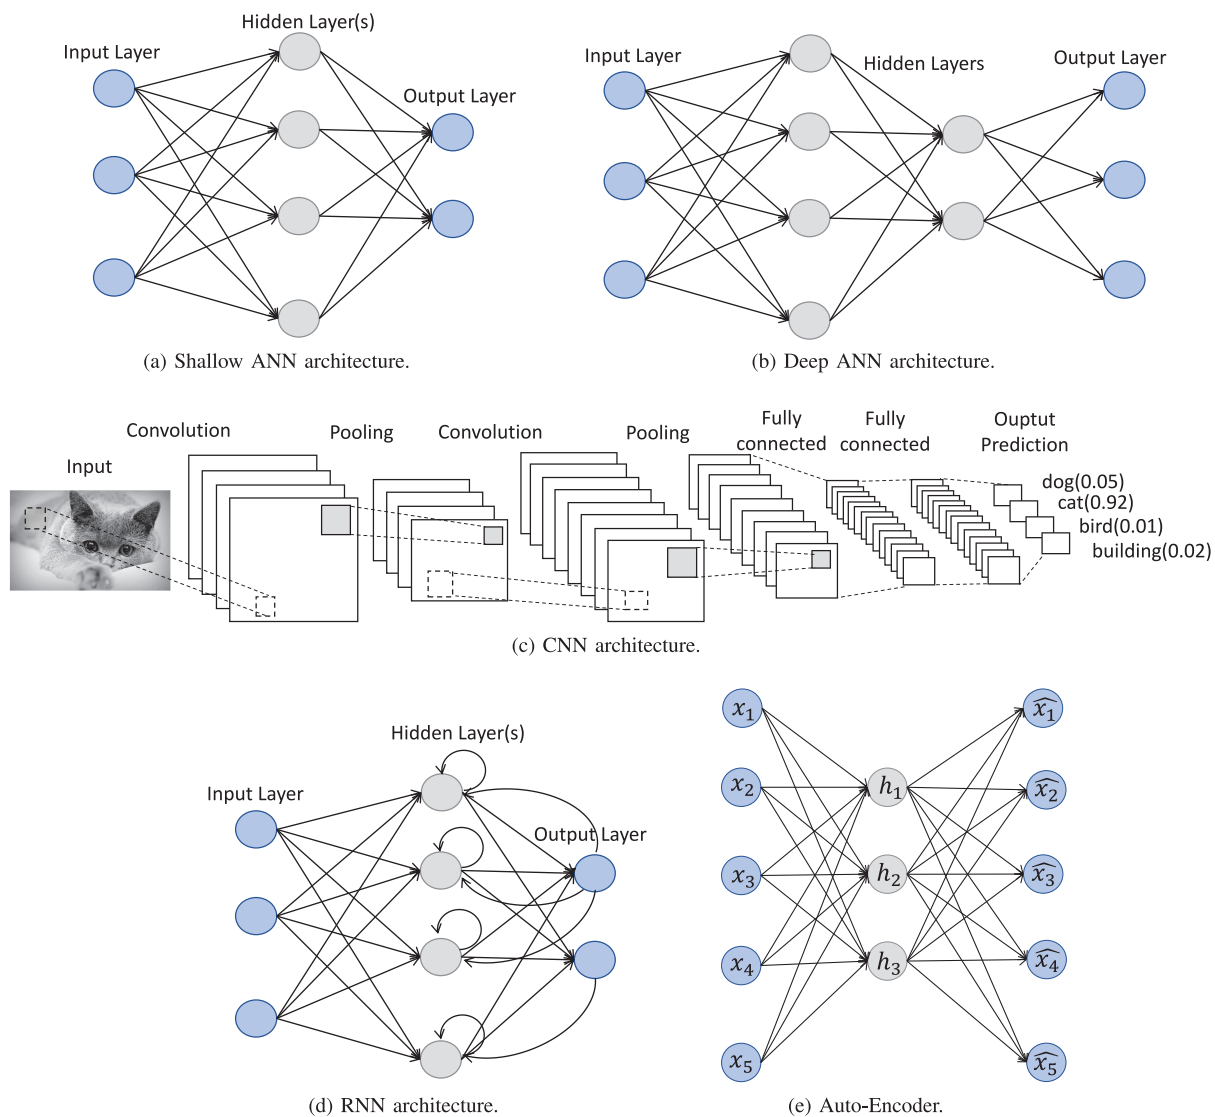 Hidden Layer(s)
Input Layer
Output Layer
(a) Shallow ANN architecture.
Input Layer
Hidden Layers
Output Layer
(b) Deep ANN architecture.
Input
Convolution
Pooling
Convolution
Pooling
Fully
connected
Fully
connected
Ouptut
Prediction
dog(0.05)
cat(0.92)
bird(0.01)
building(0.02)
(c) CNN architecture.
Hidden Layer(s)
Input Layer
Output Layer
(d) RNN architecture.
x₁
x₂
x₃
x₄
x₅
h₁
h₂
h₃
x̂₁
x̂₂
x̂₃
x̂₄
x̂₅
(e) Auto-Encoder.